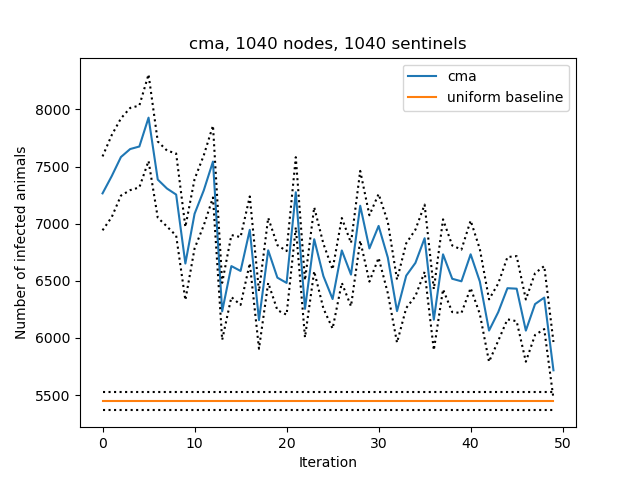 cma, 1040 nodes, 1040 sentinels
cma
uniform baseline
Number of infected animals
8000
7500
7000
6500
6000
5500
0
10
20
30
40
50
Iteration